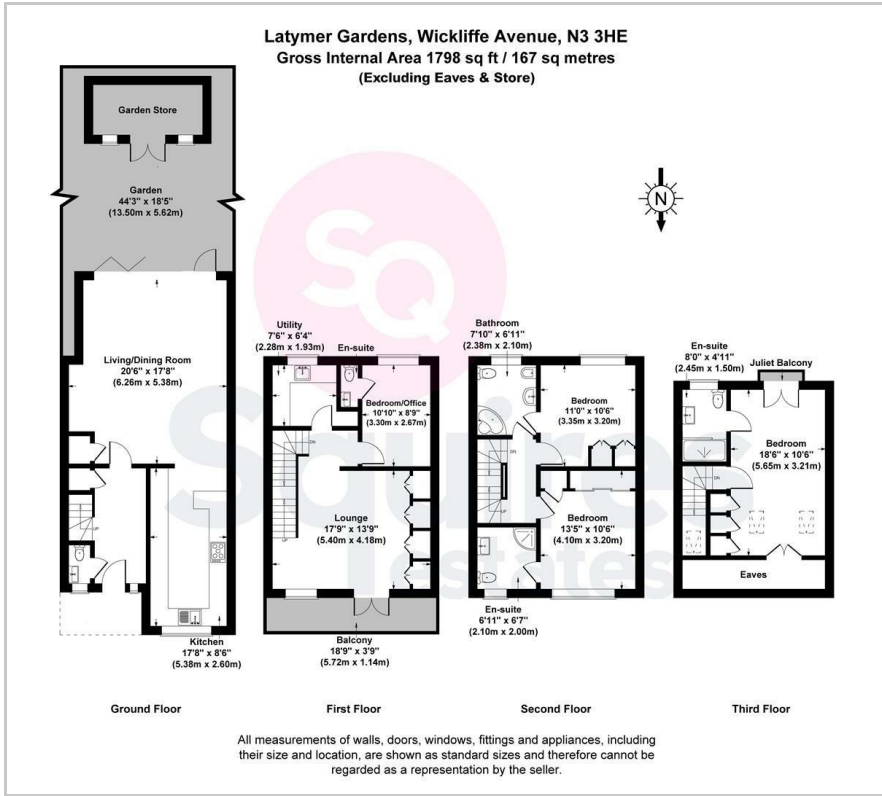 Latymer Gardens, Wickliffe Avenue, N3 3HE
Gross Internal Area 1798 sq ft / 167 sq metres
(Excluding Eaves & Store)
Garden Store
Garden
44'3" x 18'5"
(13.50m x 5.62m)
N
SQ
Squires
estates
Living/Dining Room
20'6" x 17'8"
(6.26m x 5.38m)
UP
Kitchen
17'8" x 8'6"
(5.38m x 2.60m)
Ground Floor
Utility
7'6" x 6'4"
(2.28m x 1.93m)
En-suite
Bedroom/Office
10'10" x 8'9"
(3.30m x 2.67m)
DN
Lounge
17'9" x 13'9"
(5.40m x 4.18m)
UP
Balcony
18'9" x 3'9"
(5.72m x 1.14m)
First Floor
Bathroom
7'10" x 6'11"
(2.38m x 2.10m)
Bedroom
11'0" x 10'6"
(3.35m x 3.20m)
DN
UP
Bedroom
13'5" x 10'6"
(4.10m x 3.20m)
En-suite
6'11" x 6'7"
(2.10m x 2.00m)
Second Floor
En-suite
8'0" x 4'11"
(2.45m x 1.50m)
Juliet Balcony
Bedroom
18'6" x 10'6"
(5.65m x 3.21m)
DN
Eaves
Third Floor
All measurements of walls, doors, windows, fittings and appliances, including
their size and location, are shown as standard sizes and therefore cannot be
regarded as a representation by the seller.